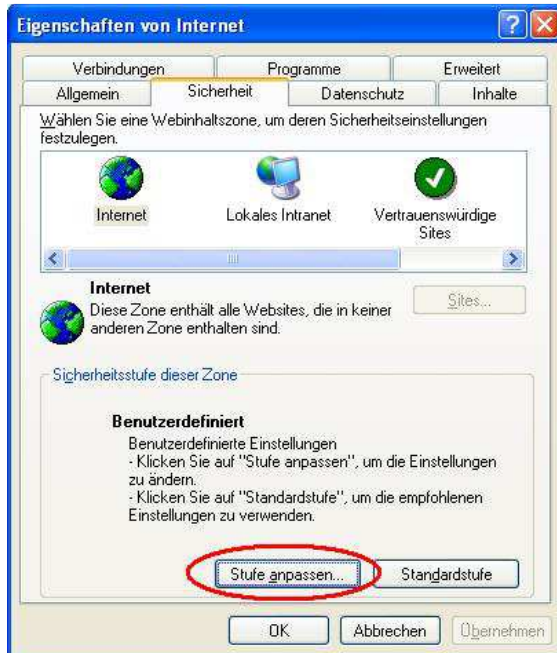 Eigenschaften von Internet
Verbindungen Programme Erweitert
Allgemein Sicherheit Datenschutz Inhalte
Wählen Sie eine Webinhaltszone, um deren Sicherheitseinstellungen
festzulegen.
Internet Lokales Intranet Vertrauenswürdige
Sites
Internet
Diese Zone enthält alle Websites, die in keiner
anderen Zone enthalten sind.
Sites...
Sicherheitsstufe dieser Zone
Benutzerdefiniert
Benutzerdefinierte Einstellungen
- Klicken Sie auf "Stufe anpassen", um die Einstellungen
zu ändern.
- Klicken Sie auf "Standardstufe", um die empfohlenen
Einstellungen zu verwenden.
Stufe anpassen... Standardstufe
OK Abbrechen Übernehmen